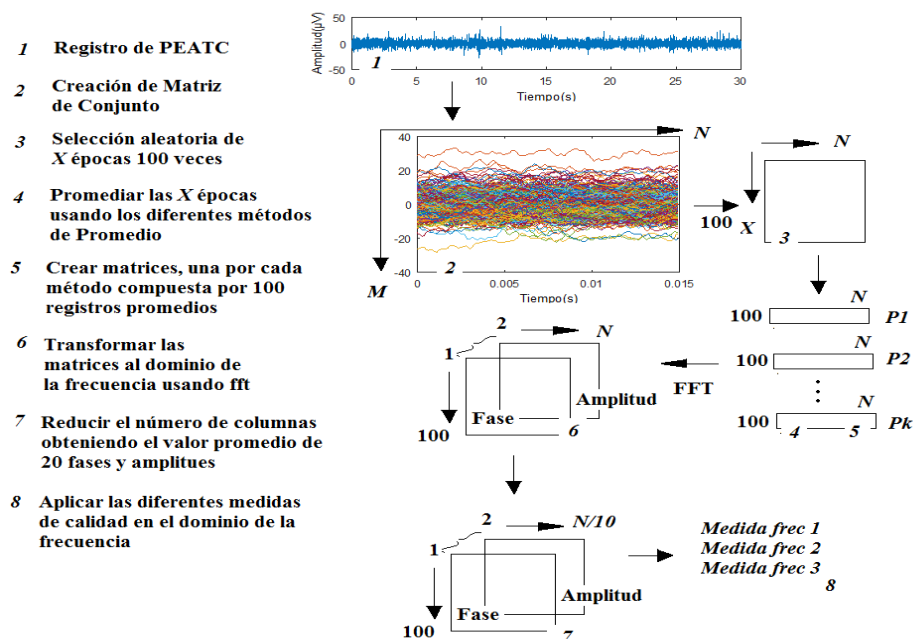 1 Registro de PEATC
2 Creación de Matriz
de Conjunto
3 Selección aleatoria de
X épocas 100 veces
4 Promediar las X épocas
usando los diferentes métodos
de Promedio
5 Crear matrices, una por cada
método compuesta por 100
registros promedios
6 Transformar las
matrices al dominio de
la frecuencia usando fft
7 Reducir el número de columnas
obteniendo el valor promedio de
20 fases y amplitues
8 Aplicar las diferentes medidas
de calidad en el dominio de la
frecuencia
Amplitud(µV)
50
0
-50
1
0 5 10 15 20 25 30
Tiempo(s)
N
M
40
20
0
-20
-40
2
0 0.005 0.01 0.015
Tiempo(s)
100
N
X
3
N
100 P1
N
100 P2
N
100 Pk
4 5
FFT
2 N
1
Amplitud
Fase
100 6
2 N/10
1
Amplitud
Fase
100 7
Medida frec 1
Medida frec 2
Medida frec 3
8